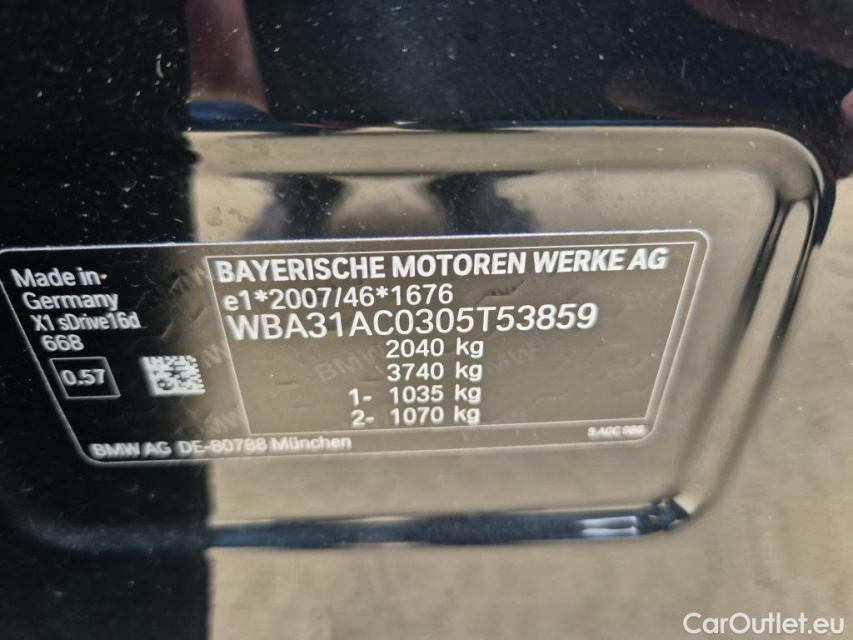 Made in
Germany
X1 sDrive16d
668
0.57
BAYERISCHE MOTOREN WERKE AG
e1*2007/46*1676
WBA31AC0305T53859
2040 kg
3740 kg
1- 1035 kg
2- 1070 kg
BMW AG DE-80788 München
CarOutlet.eu